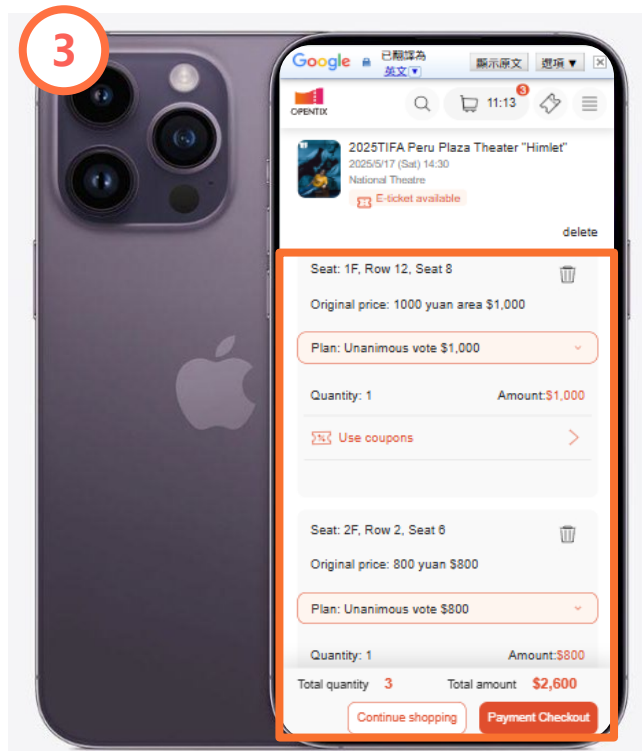 3
Google 已翻譯為 英文 ▼ 顯示原文 選項 ▼
OPENTIX 11:13 3
2025TIFA Peru Plaza Theater "Himlet"
2025/5/17 (Sat) 14:30
National Theatre
E-ticket available
delete
Seat: 1F, Row 12, Seat 8
Original price: 1000 yuan area $1,000
Plan: Unanimous vote $1,000
Quantity: 1 Amount:$1,000
Use coupons
Seat: 2F, Row 2, Seat 6
Original price: 800 yuan $800
Plan: Unanimous vote $800
Quantity: 1 Amount:$800
Total quantity 3 Total amount $2,600
Continue shopping Payment Checkout